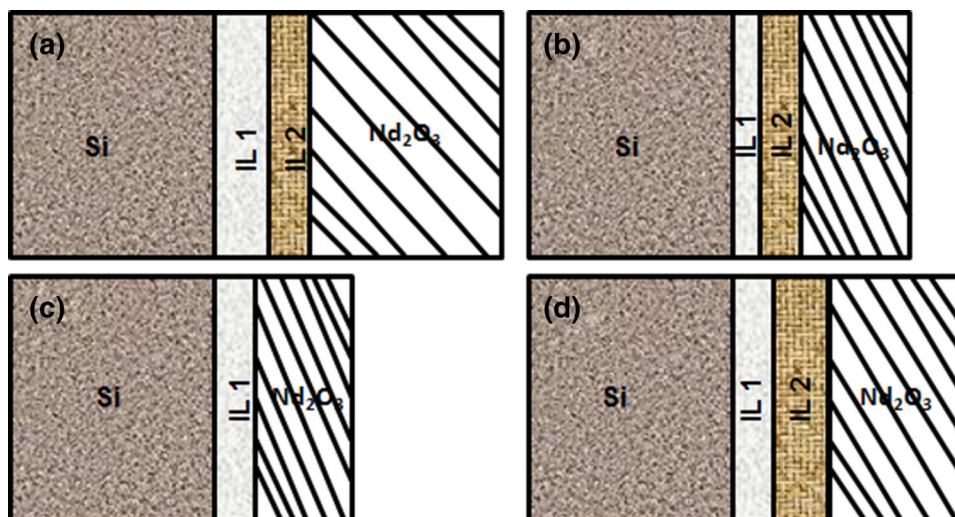 (a)
Si
IL 1
IL 2
Nd₂O₃
(b)
Si
IL 1
IL 2
Nd₂O₃
(c)
Si
IL 1
Nd₂O₃
(d)
Si
IL 1
IL 2
Nd₂O₃